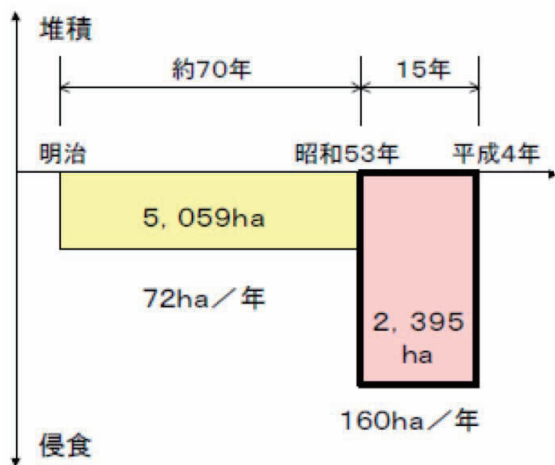 堆積
約70年
15年
明治
昭和53年
平成4年
5,059ha
72ha/年
2,395
ha
160ha/年
侵食